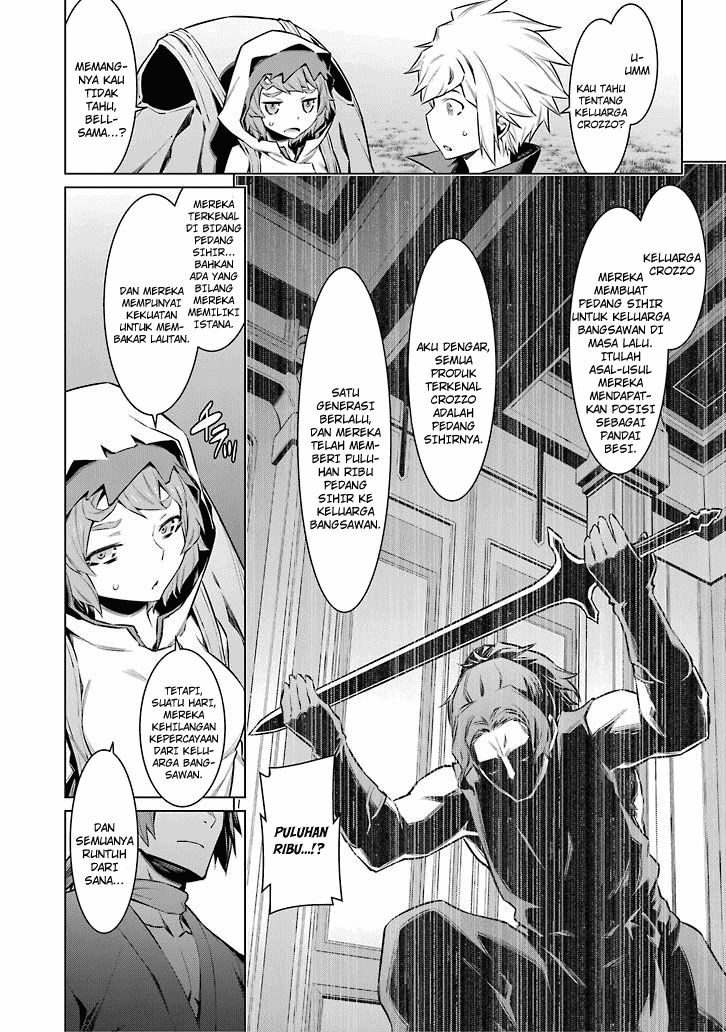 U-
UMM
KAU TAHU
TENTANG
KELUARGA
CROZZO?
MEMANG-
NYA KAU
TIDAK
TAHU,
BELL-
SAMA...?
KELUARGA
CROZZO
MEREKA
MEMBUAT
PEDANG SIHIR
UNTUK KELUARGA
BANGSAWAN DI
MASA LALU.
ITULAH
ASAL-USUL
MEREKA
MENDAPAT-
KAN POSISI
SEBAGAI
PANDAI
BESI.
AKU DENGAR,
SEMUA
PRODUK
TERKENAL
CROZZO
ADALAH
PEDANG
SIHIRNYA.
SATU
GENERASI
BERLALU,
DAN MEREKA
TELAH MEM-
BERI PULU-
HAN RIBU
PEDANG
SIHIR KE
KELUARGA
BANGSAWAN.
PULUHAN
RIBU...!?
MEREKA
TERKENAL
DI BIDANG
PEDANG
SIHIR...
BAHKAN
ADA YANG
BILANG
MEREKA
MEMILIKI
ISTANA.
DAN MEREKA
MEMPUNYAI
KEKUATAN
UNTUK MEM-
BAKAR LAUTAN.
TETAPI,
SUATU HARI,
MEREKA
KEHILANGAN
KEPERCAYAAN
DARI KELU-
ARGA BANG-
SAWAN.
DAN
SEMUANYA
RUNTUH
DARI
SANA...